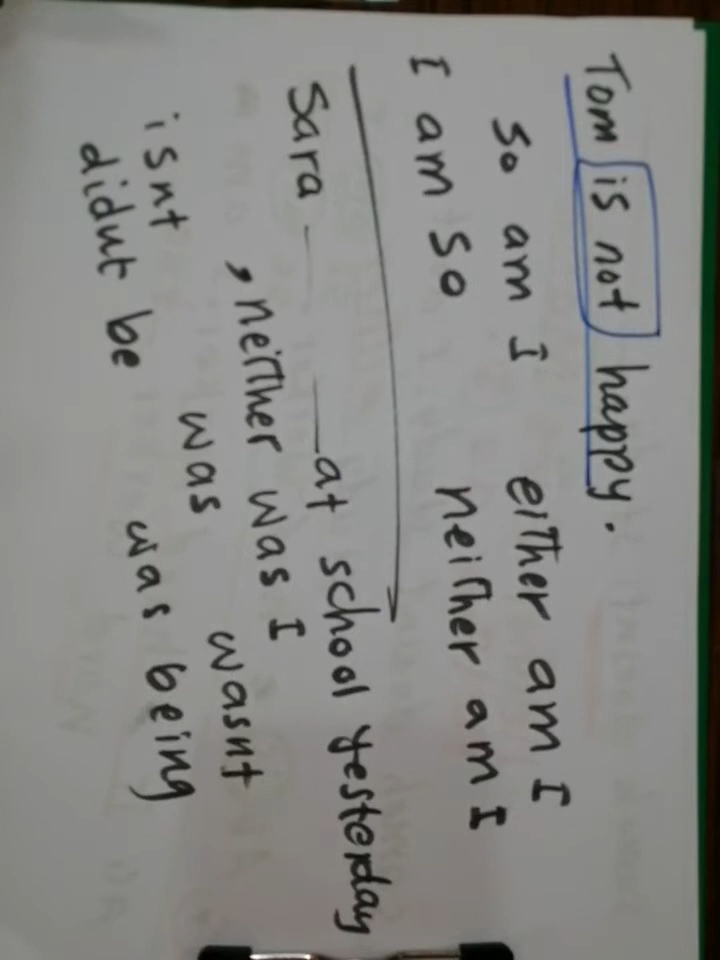 Tom is not happy.
so am I either am I
I am so neither am I
Sara ______ at school yesterday
, neither was I
isnt was wasnt
didnt be was being